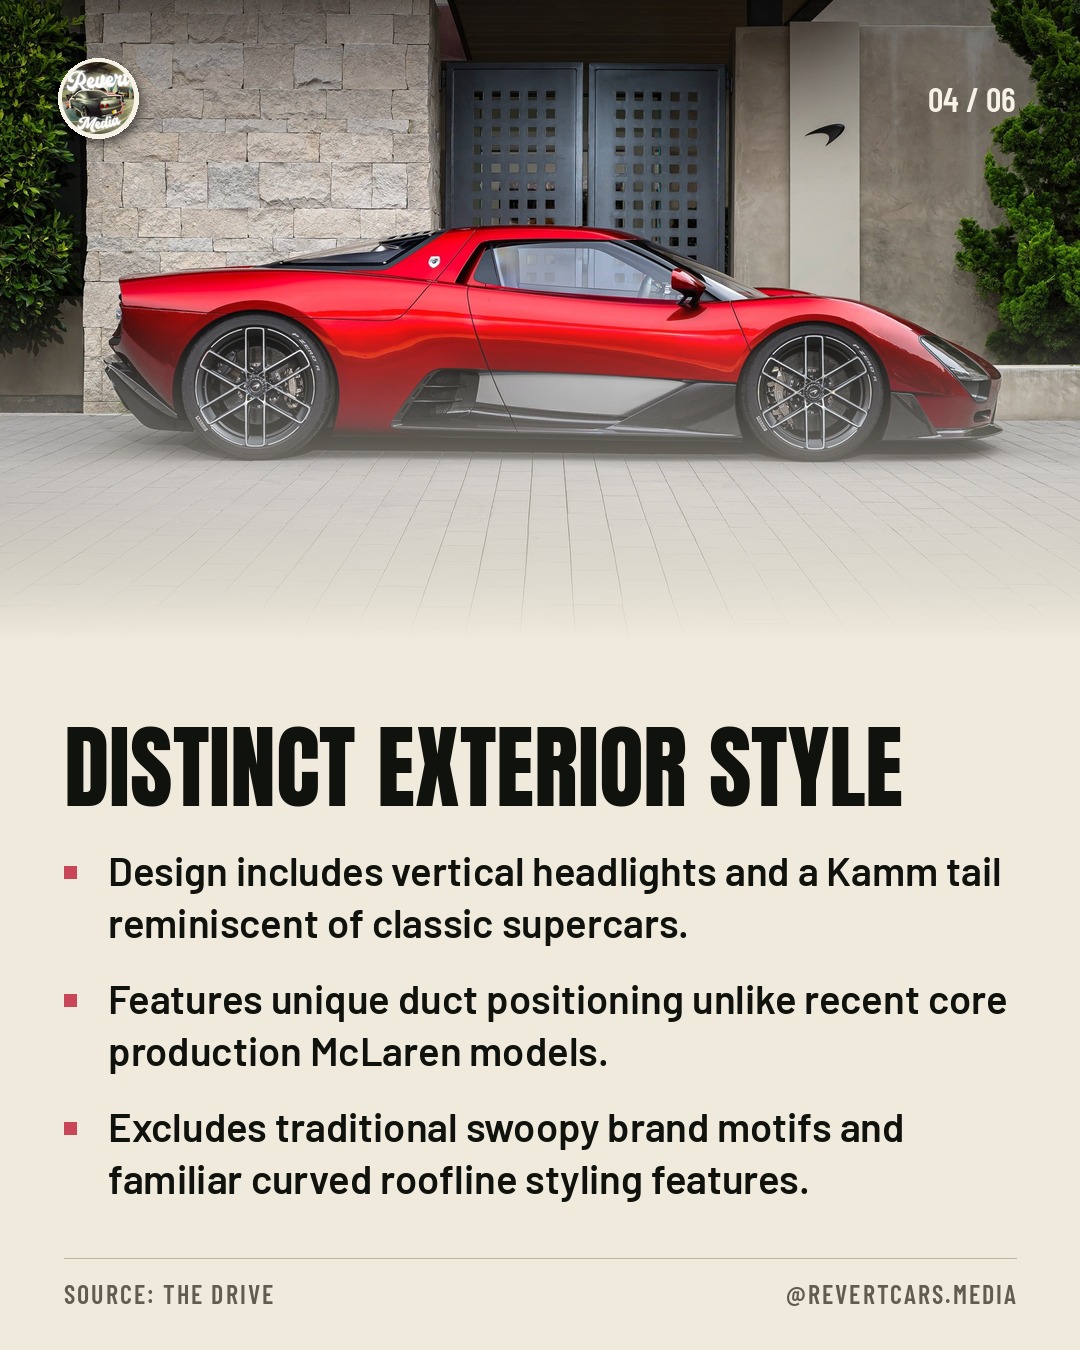 Revert
Media
04 / 06
DISTINCT EXTERIOR STYLE
Design includes vertical headlights and a Kamm tail
reminiscent of classic supercars.
Features unique duct positioning unlike recent core
production McLaren models.
Excludes traditional swoopy brand motifs and
familiar curved roofline styling features.
SOURCE: THE DRIVE
@REVERTCARS.MEDIA